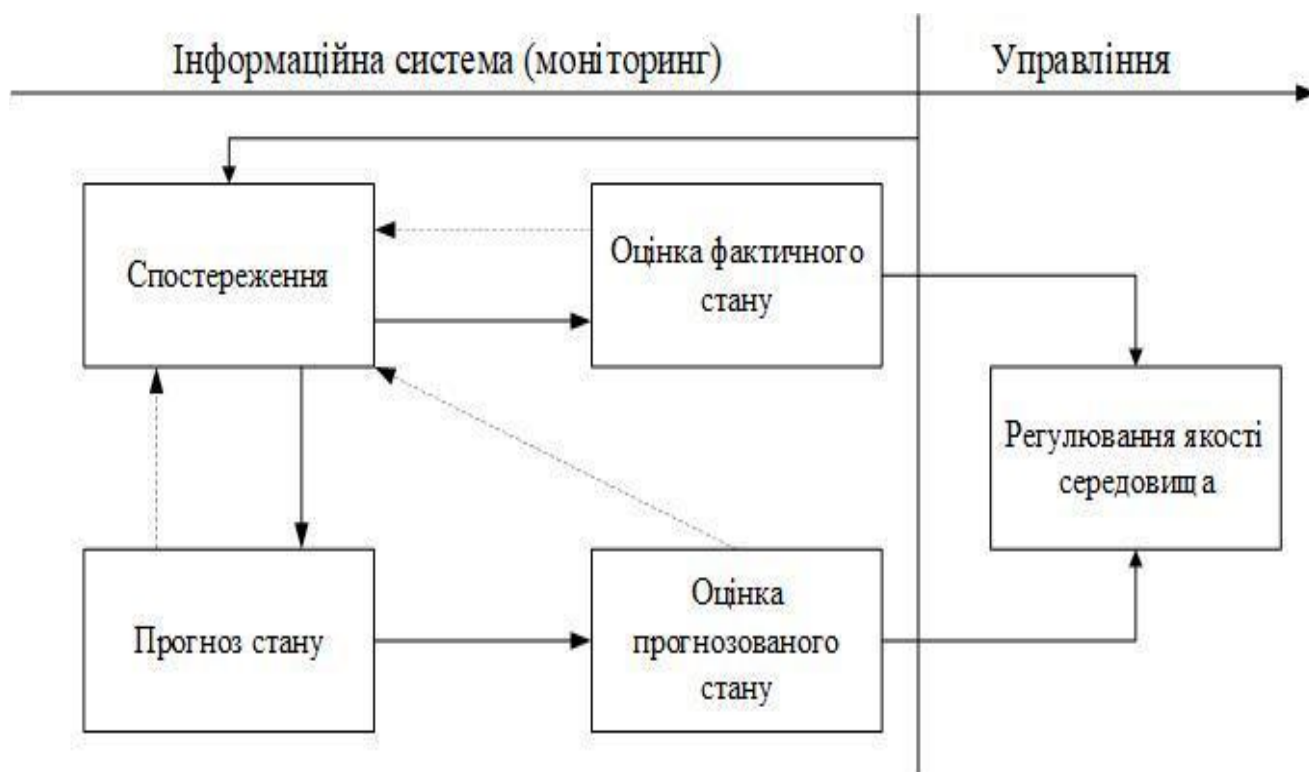 Інформаційна система (моніторинг)
Управління
Спостереження
Оцінка фактичного
стану
Регулювання якості
середовища
Прогноз стану
Оцінка
прогнозованого
стану